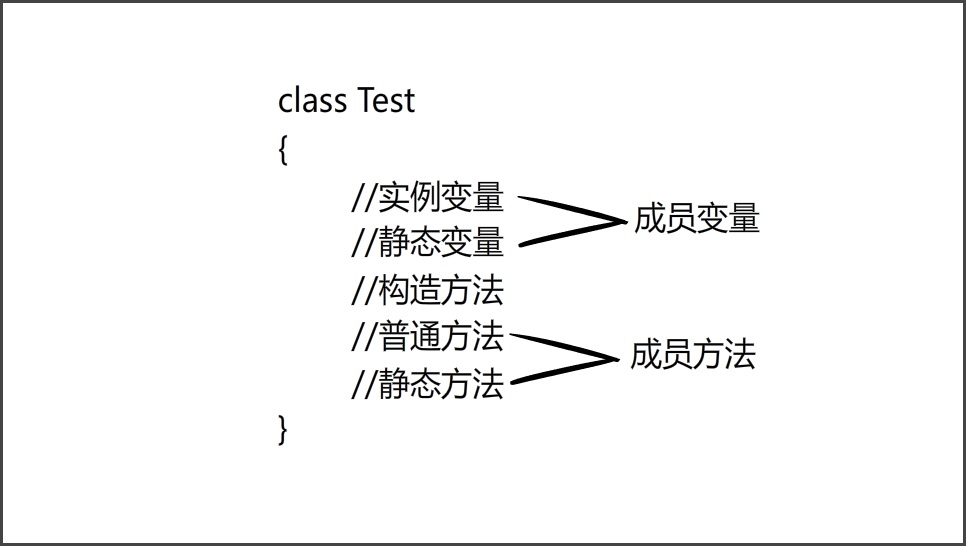 class Test
{
//实例变量
//静态变量
成员变量
//构造方法
//普通方法
//静态方法
成员方法
}